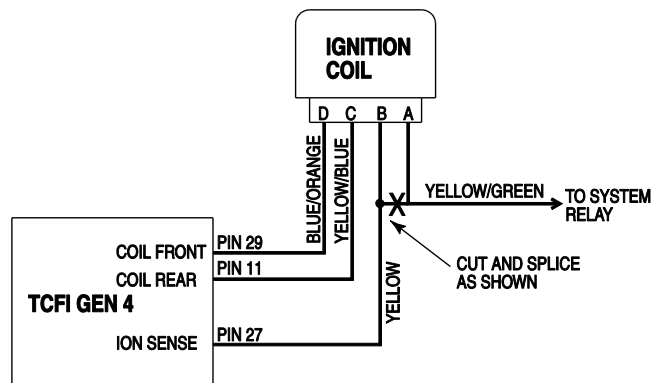 IGNITION
COIL
D C B A
BLUE/ORANGE
YELLOW/BLUE
YELLOW/GREEN
TO SYSTEM
RELAY
X
CUT AND SPLICE
AS SHOWN
YELLOW
COIL FRONT PIN 29
COIL REAR PIN 11
TCFI GEN 4
ION SENSE PIN 27